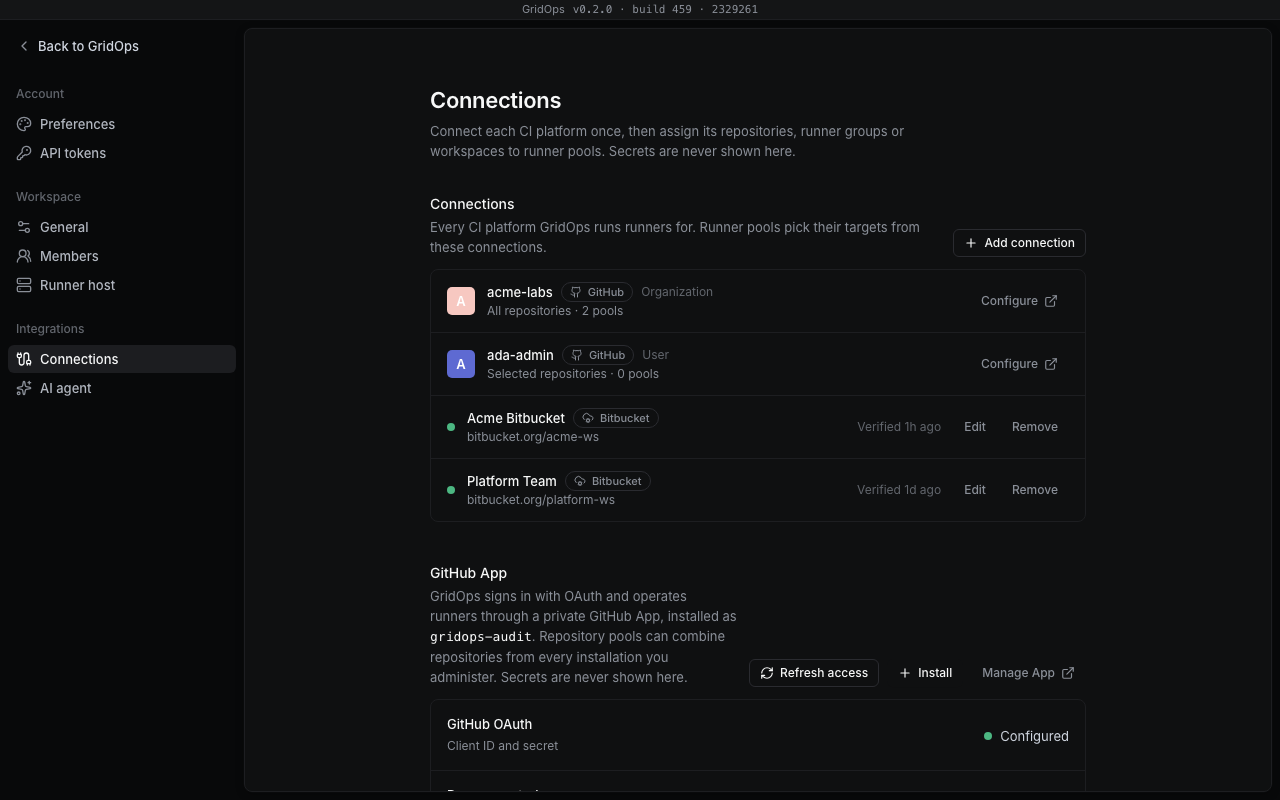 GridOps v0.2.0 · build 459 · 2329261
Back to GridOps
Account
Preferences
API tokens
Workspace
General
Members
Runner host
Integrations
Connections
AI agent
Connections
Connect each CI platform once, then assign its repositories, runner groups or
workspaces to runner pools. Secrets are never shown here.
Connections
Every CI platform GridOps runs runners for. Runner pools pick their targets from
these connections.
Add connection
A acme-labs GitHub Organization
All repositories · 2 pools
Configure
A ada-admin GitHub User
Selected repositories · 0 pools
Configure
Acme Bitbucket Bitbucket
bitbucket.org/acme-ws
Verified 1h ago Edit Remove
Platform Team Bitbucket
bitbucket.org/platform-ws
Verified 1d ago Edit Remove
GitHub App
GridOps signs in with OAuth and operates
runners through a private GitHub App, installed as
gridops-audit. Repository pools can combine
repositories from every installation you
administer. Secrets are never shown here.
Refresh access Install Manage App
GitHub OAuth
Client ID and secret
Configured